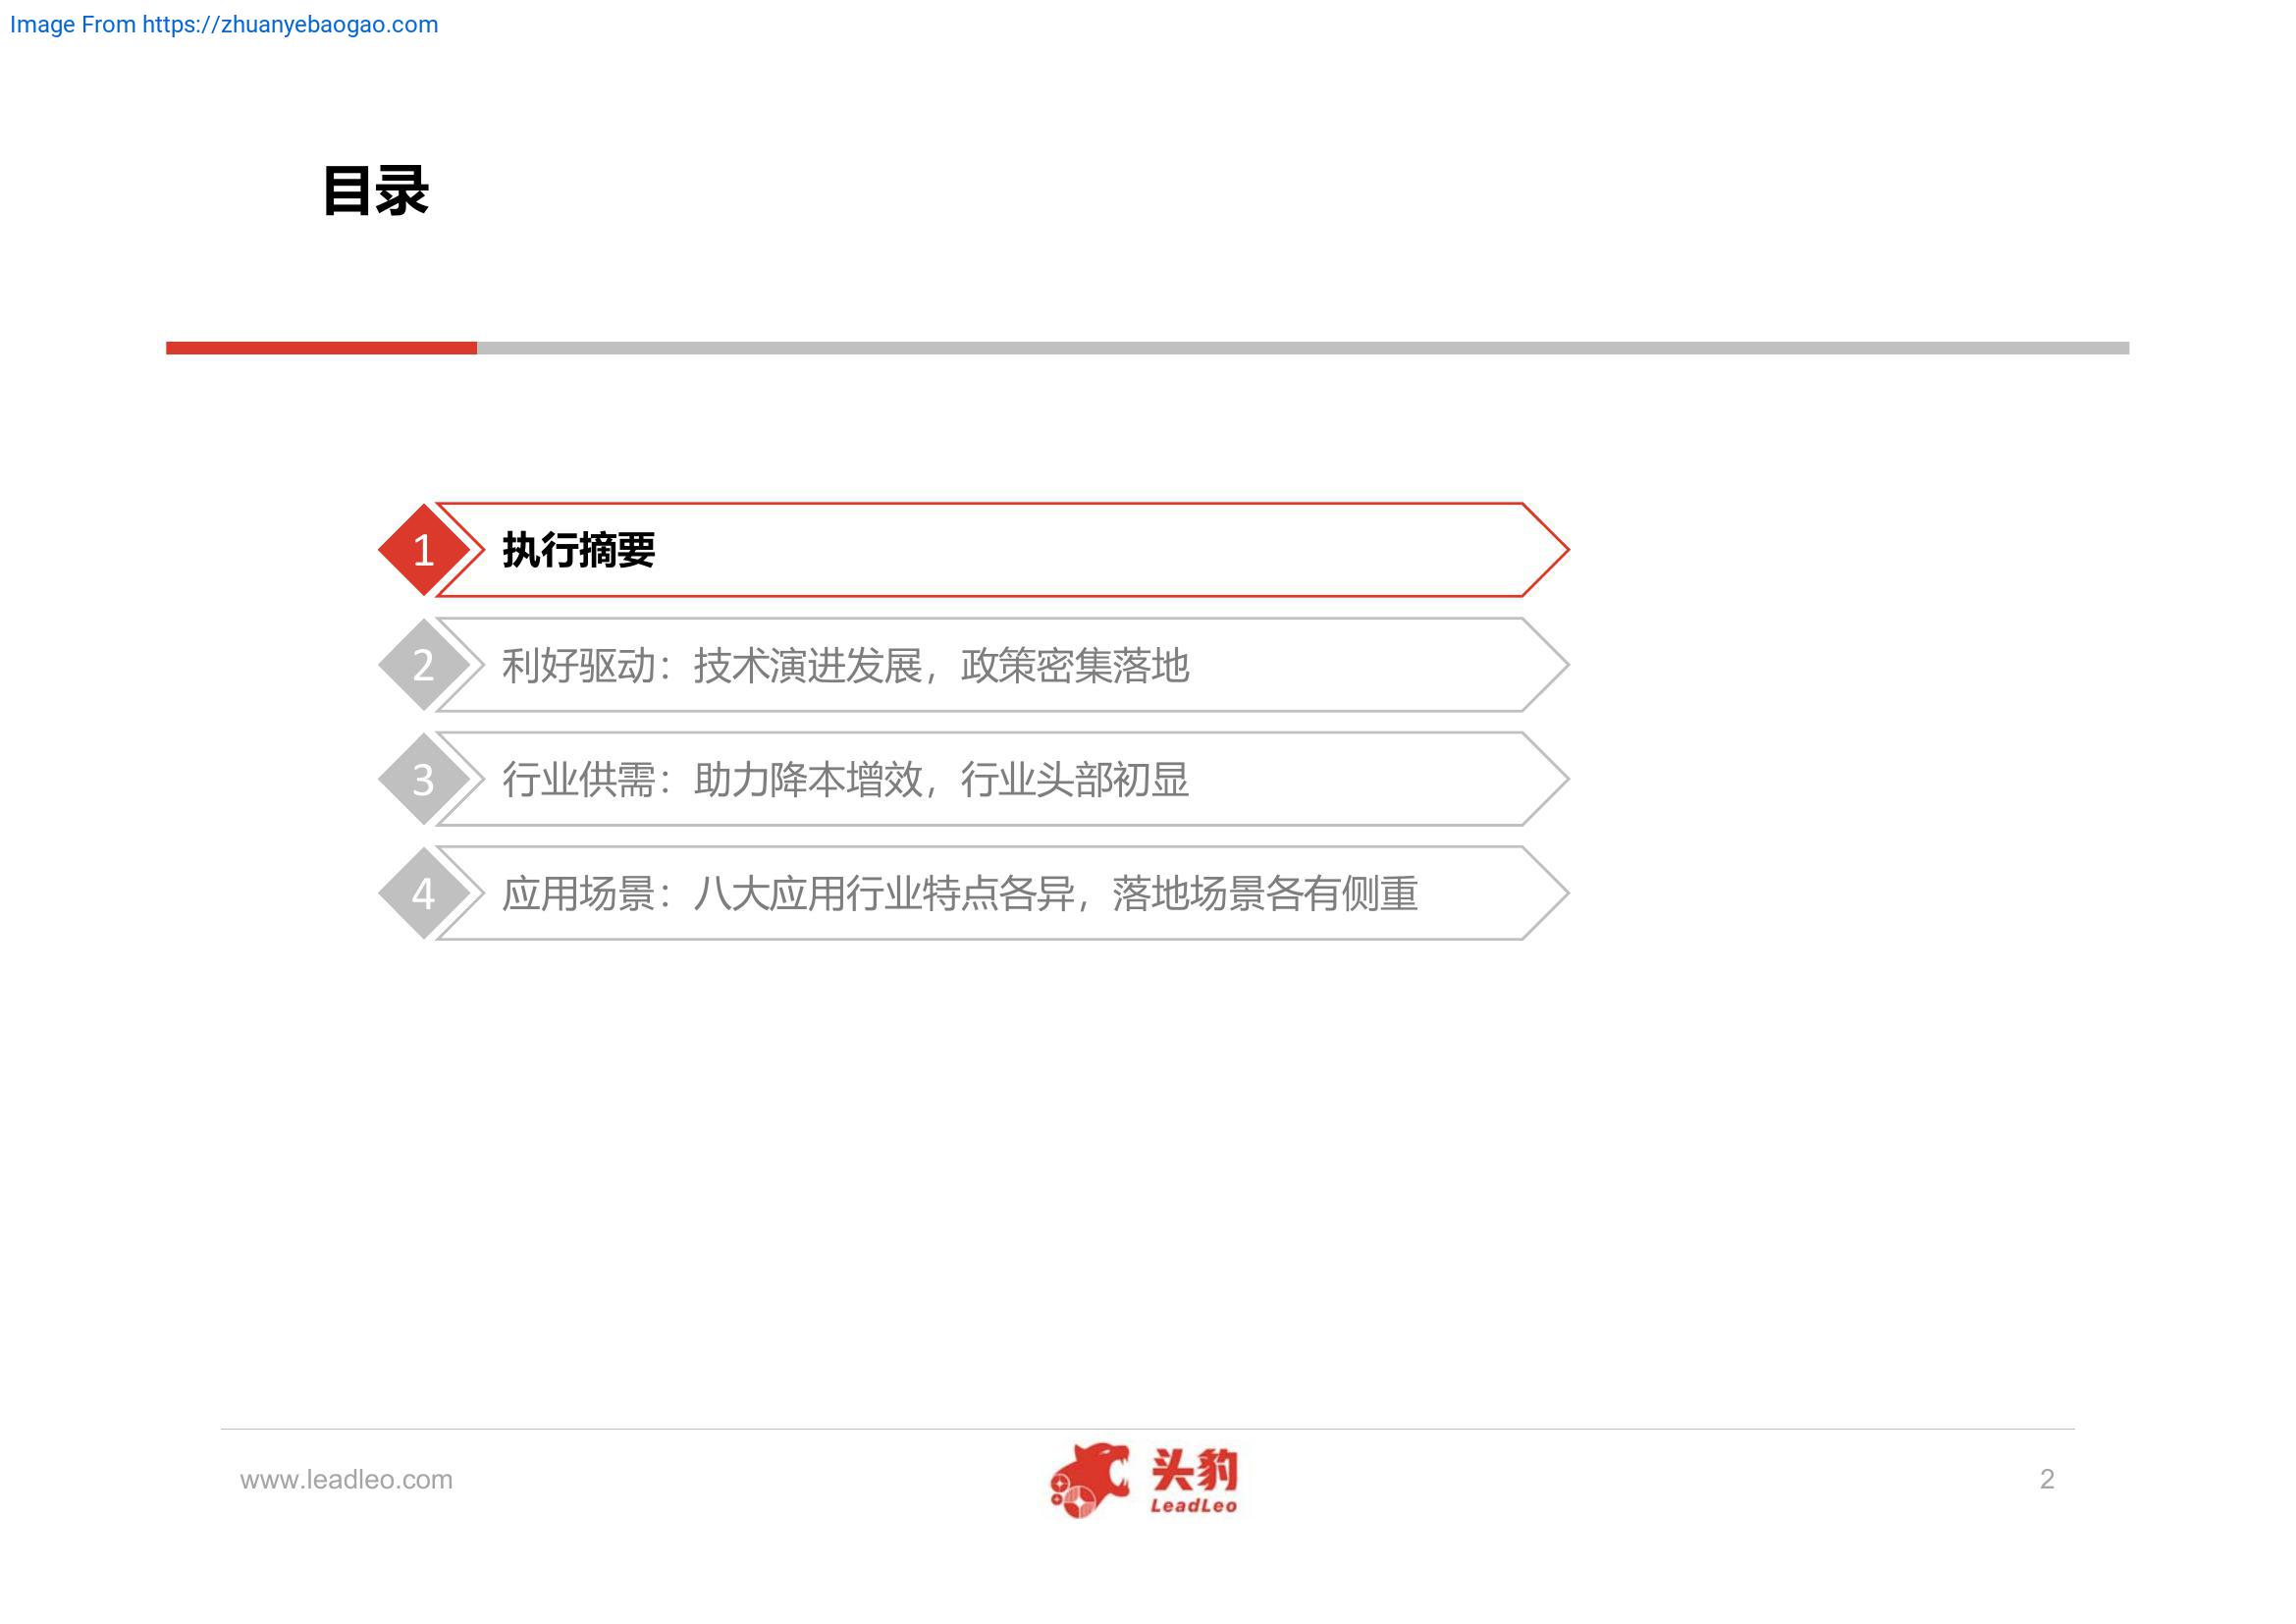 Image From https://zhuanyebaogao.com
目录
1 执行摘要
2 利好驱动：技术演进发展，政策密集落地
3 行业供需：助力降本增效，行业头部初显
4 应用场景：八大应用行业特点各异，落地场景各有侧重
www.leadleo.com
头豹
LeadLeo
2